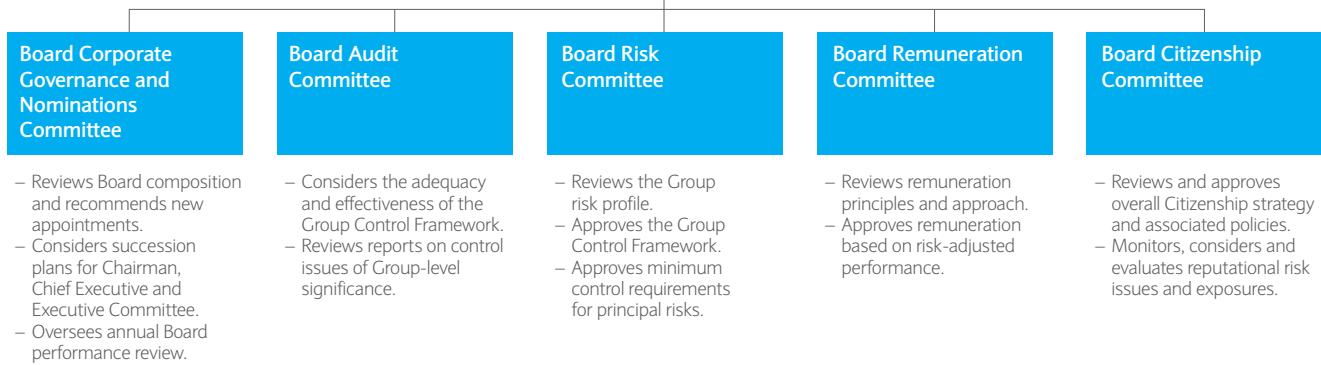 Board Corporate
Governance and
Nominations
Committee
– Reviews Board composition
and recommends new
appointments.
– Considers succession
plans for Chairman,
Chief Executive and
Executive Committee.
– Oversees annual Board
performance review.
Board Audit
Committee
– Considers the adequacy
and effectiveness of the
Group Control Framework.
– Reviews reports on control
issues of Group-level
significance.
Board Risk
Committee
– Reviews the Group
risk profile.
– Approves the Group
Control Framework.
– Approves minimum
control requirements
for principal risks.
Board Remuneration
Committee
– Reviews remuneration
principles and approach.
– Approves remuneration
based on risk-adjusted
performance.
Board Citizenship
Committee
– Reviews and approves
overall Citizenship strategy
and associated policies.
– Monitors, considers and
evaluates reputational risk
issues and exposures.